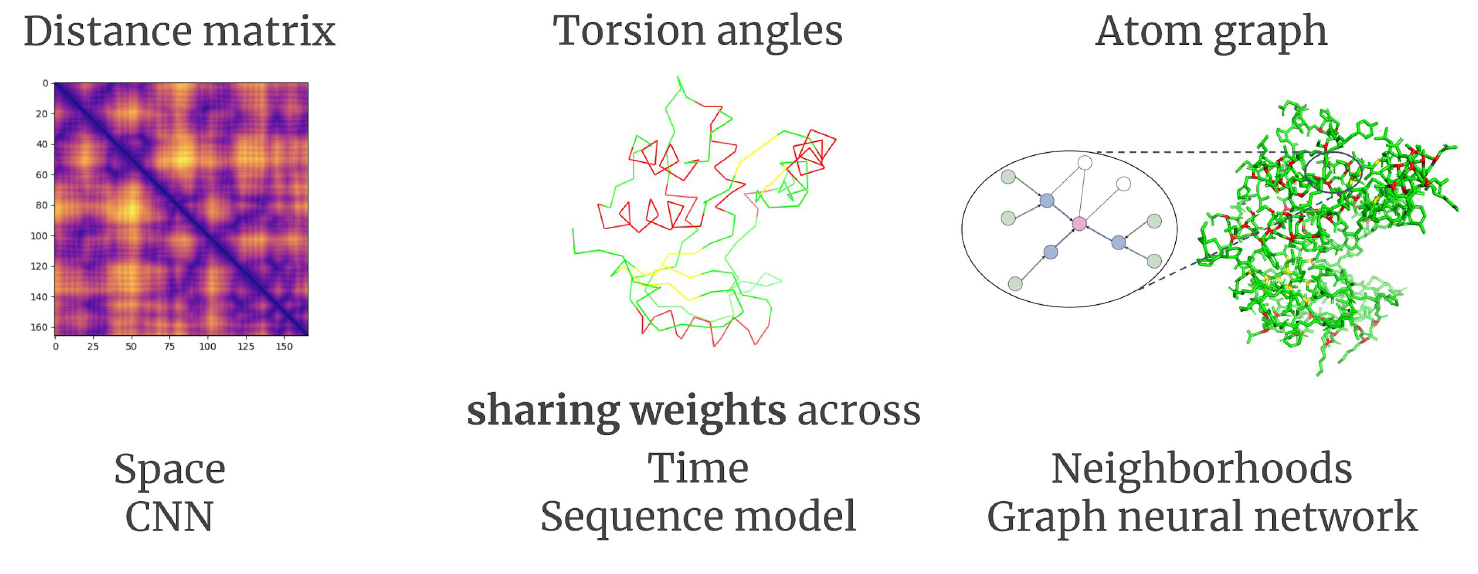 Distance matrix
Torsion angles
Atom graph
0
20
40
60
80
100
120
140
160
0 25 50 75 100 125 150
sharing weights across
Space
CNN
Time
Sequence model
Neighborhoods
Graph neural network